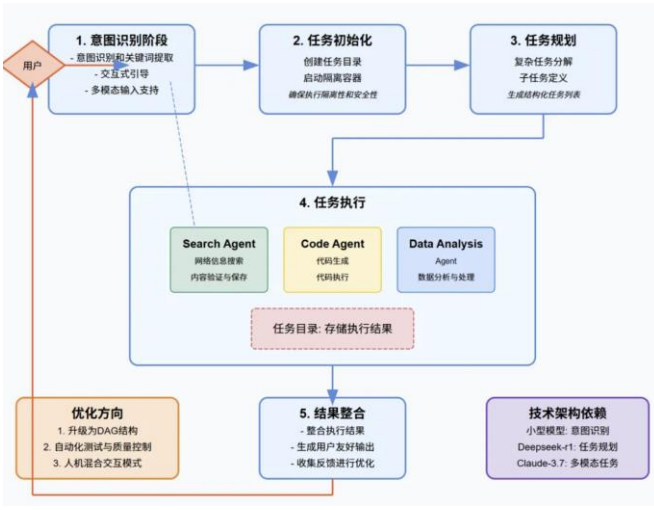 用户
1. 意图识别阶段
- 意图识别和关键词提取
- 交互式引导
- 多模态输入支持
2. 任务初始化
创建任务目录
启动隔离容器
确保执行隔离性和安全性
3. 任务规划
复杂任务分解
子任务定义
生成结构化任务列表
4. 任务执行
Search Agent
网络信息搜索
内容验证与保存
Code Agent
代码生成
代码执行
Data Analysis
Agent
数据分析与处理
任务目录: 存储执行结果
优化方向
1. 升级为DAG结构
2. 自动化测试与质量控制
3. 人机混合交互模式
5. 结果整合
- 整合执行结果
- 生成用户友好输出
- 收集反馈进行优化
技术架构依赖
小型模型: 意图识别
Deepseek-r1: 任务规划
Claude-3.7: 多模态任务